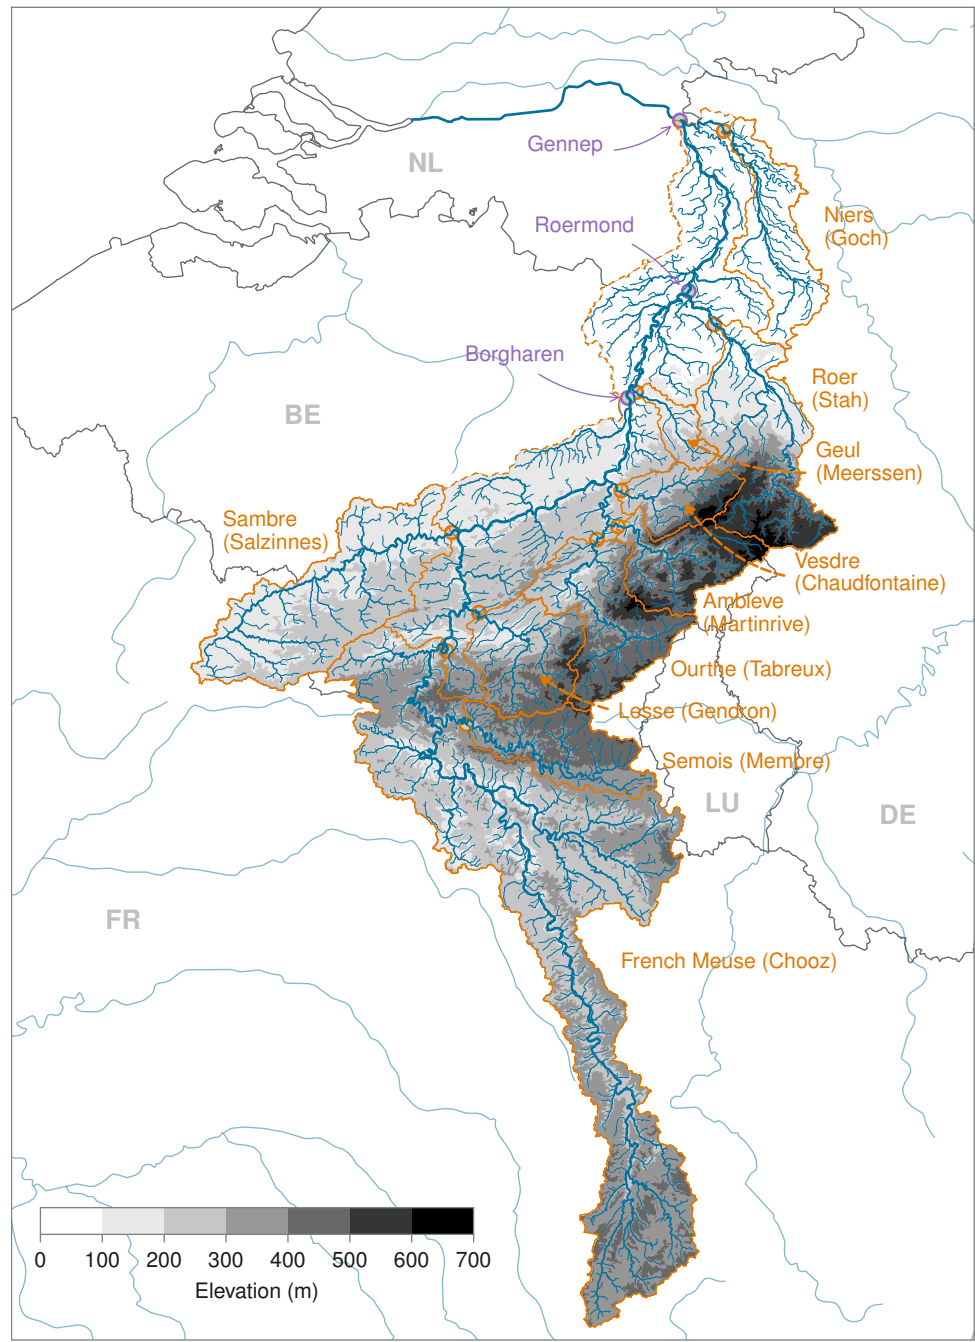 Gennep
NL
Niers
(Goch)
Roermond
Borgharen
Roer
(Stah)
BE
Geul
(Meerssen)
Sambre
(Salzinnes)
Vesdre
(Chaudfontaine)
Ambleve
(Martinrive)
Ourthe (Tabreux)
Lesse (Gendron)
Semois (Membre)
LU
DE
FR
French Meuse (Chooz)
0 100 200 300 400 500 600 700
Elevation (m)